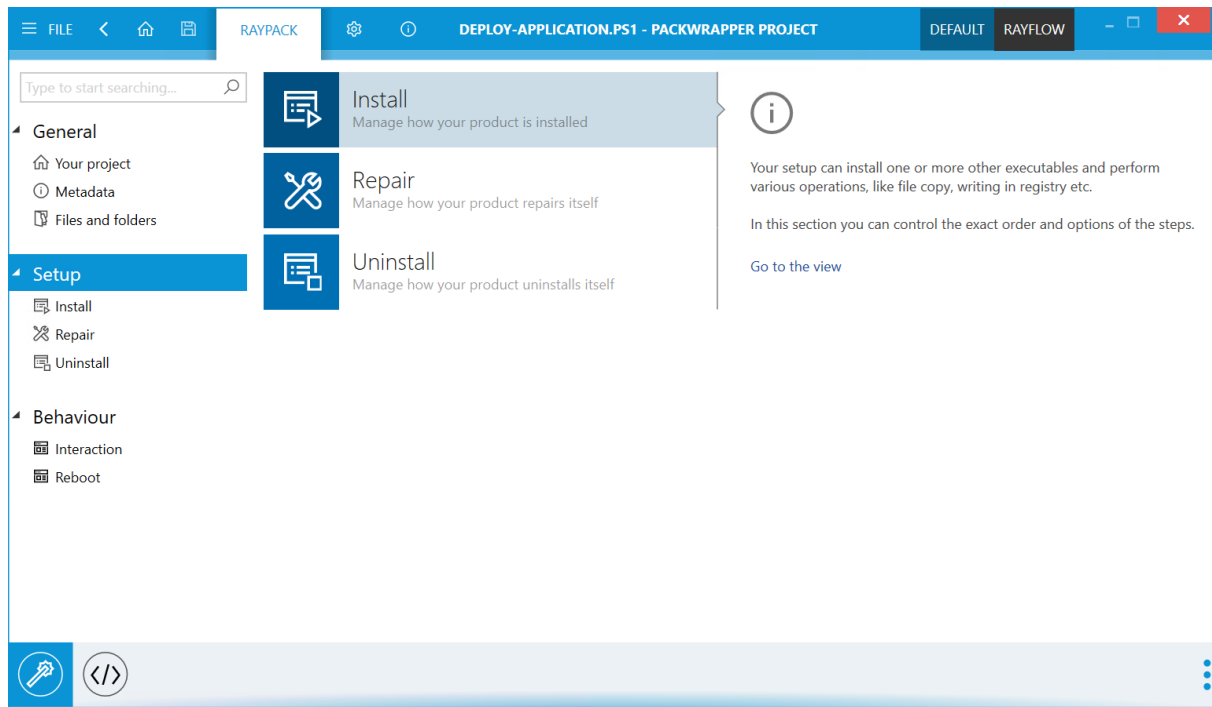 FILE
RAYPACK
DEPLOY-APPLICATION.PS1 - PACKWRAPPER PROJECT
DEFAULT
RAYFLOW
Type to start searching...
General
Your project
Metadata
Files and folders
Setup
Install
Repair
Uninstall
Behaviour
Interaction
Reboot
Install
Manage how your product is installed
Repair
Manage how your product repairs itself
Uninstall
Manage how your product uninstalls itself
Your setup can install one or more other executables and perform
various operations, like file copy, writing in registry etc.
In this section you can control the exact order and options of the steps.
Go to the view